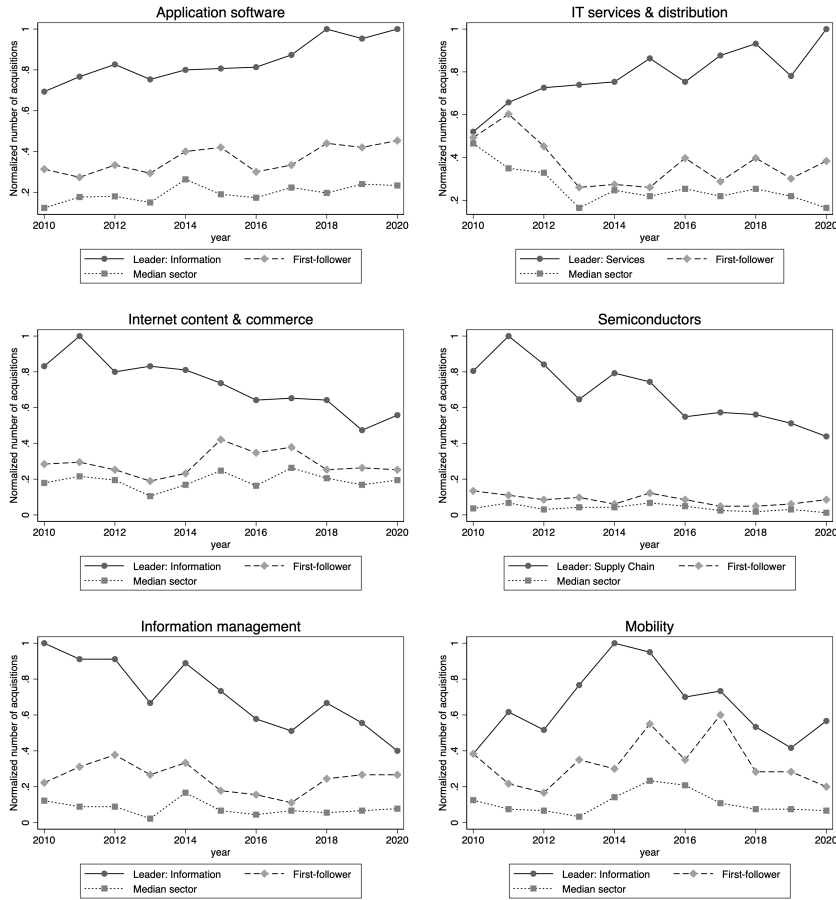 Application software
Normalized number of acquisitions
1
.8
.6
.4
.2
2010 2012 2014 2016 2018 2020
year
Leader: Information First-follower
Median sector
IT services & distribution
Normalized number of acquisitions
1
.8
.6
.4
.2
2010 2012 2014 2016 2018 2020
year
Leader: Services First-follower
Median sector
Internet content & commerce
Normalized number of acquisitions
1
.8
.6
.4
.2
0
2010 2012 2014 2016 2018 2020
year
Leader: Information First-follower
Median sector
Semiconductors
Normalized number of acquisitions
1
.8
.6
.4
.2
0
2010 2012 2014 2016 2018 2020
year
Leader: Supply Chain First-follower
Median sector
Information management
Normalized number of acquisitions
1
.8
.6
.4
.2
0
2010 2012 2014 2016 2018 2020
year
Leader: Information First-follower
Median sector
Mobility
Normalized number of acquisitions
1
.8
.6
.4
.2
0
2010 2012 2014 2016 2018 2020
year
Leader: Information First-follower
Median sector